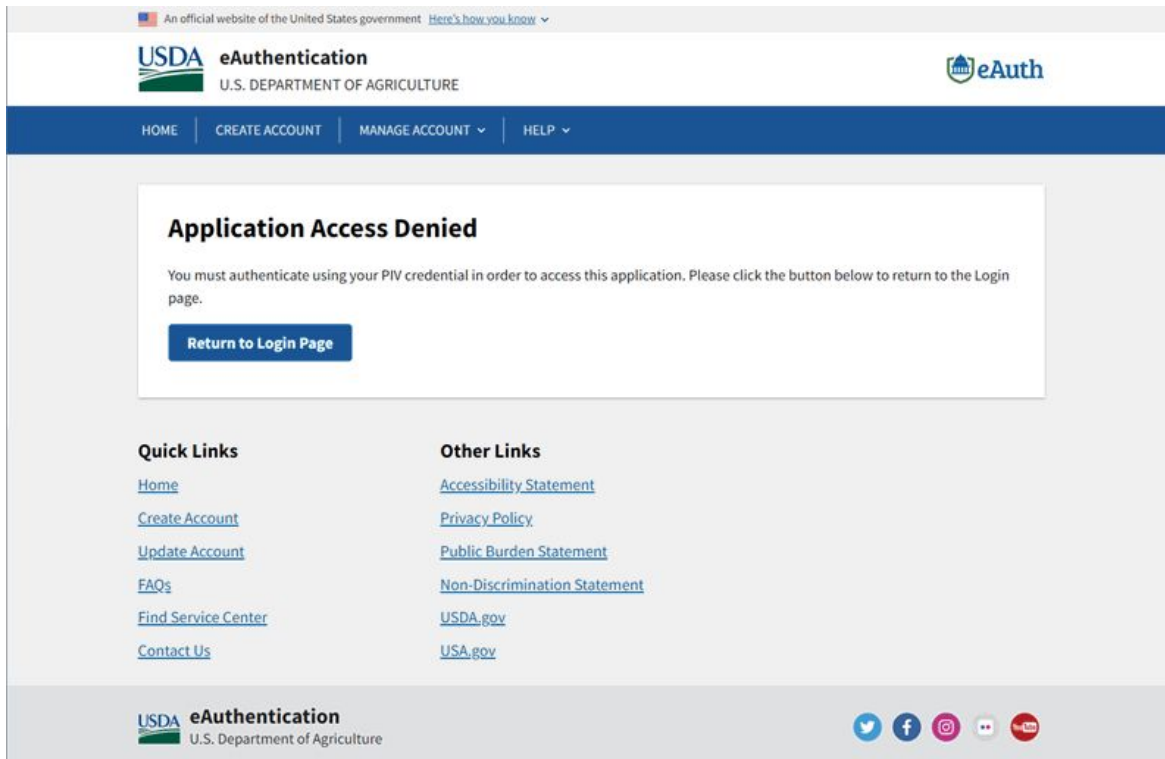 An official website of the United States government Here's how you know
USDA eAuthentication
U.S. DEPARTMENT OF AGRICULTURE
eAuth
HOME CREATE ACCOUNT MANAGE ACCOUNT HELP
Application Access Denied
You must authenticate using your PIV credential in order to access this application. Please click the button below to return to the Login
page.
Return to Login Page
Quick Links
Home
Create Account
Update Account
FAQs
Find Service Center
Contact Us
Other Links
Accessibility Statement
Privacy Policy
Public Burden Statement
Non-Discrimination Statement
USDA.gov
USA.gov
USDA eAuthentication
U.S. Department of Agriculture
YouTube